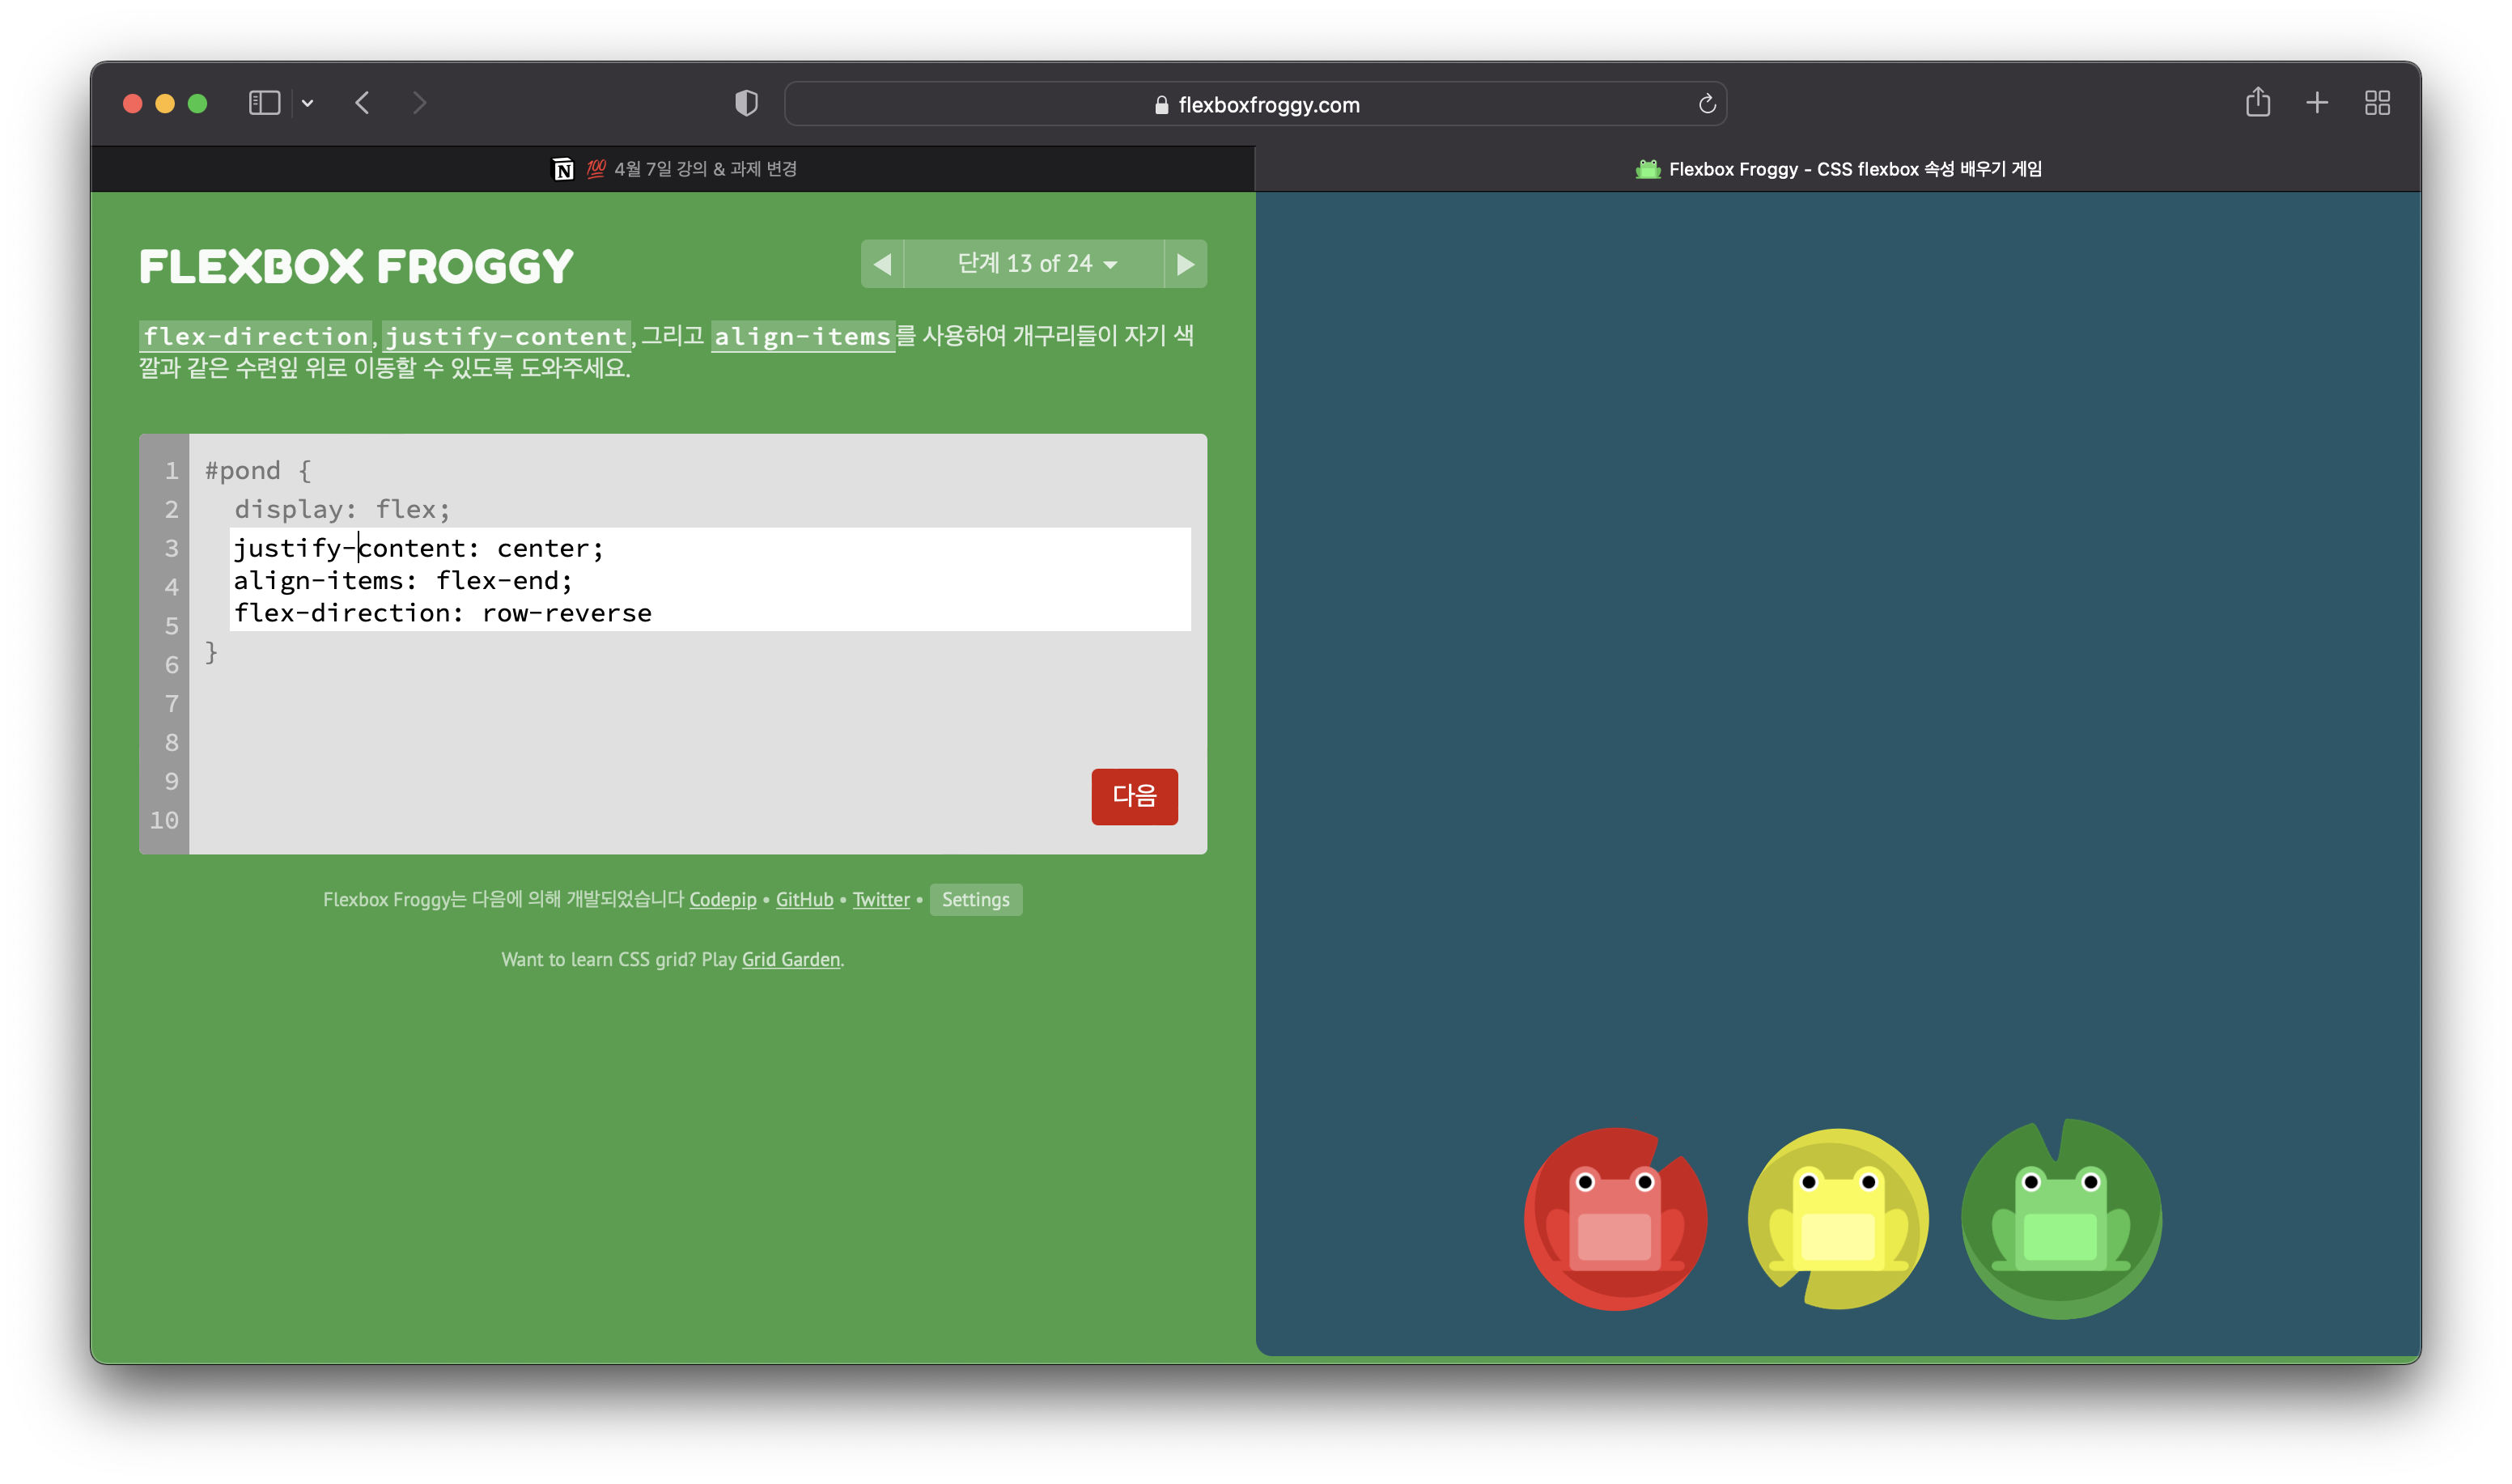 flexboxfroggy.com
N 💯 4월 7일 강의 & 과제 변경
Flexbox Froggy - CSS flexbox 속성 배우기 게임
FLEXBOX FROGGY
단계 13 of 24
flex-direction, justify-content, 그리고 align-items를 사용하여 개구리들이 자기 색
깔과 같은 수련잎 위로 이동할 수 있도록 도와주세요.
1 #pond {
2 display: flex;
3 justify-content: center;
4 align-items: flex-end;
5 flex-direction: row-reverse
6 }
7
8
9
10
다음
Flexbox Froggy는 다음에 의해 개발되었습니다 Codepip • GitHub • Twitter • Settings
Want to learn CSS grid? Play Grid Garden.